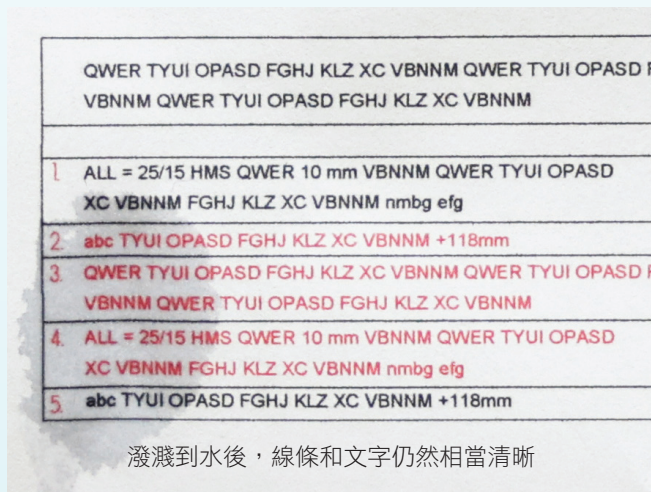 QWER TYUI OPASD FGHJ KLZ XC VBNNM QWER TYUI OPASD
VBNNM QWER TYUI OPASD FGHJ KLZ XC VBNNM
1. ALL = 25/15 HMS QWER 10 mm VBNNM QWER TYUI OPASD
XC VBNNM FGHJ KLZ XC VBNNM nmbg efg
2. abc TYUI OPASD FGHJ KLZ XC VBNNM +118mm
3. QWER TYUI OPASD FGHJ KLZ XC VBNNM QWER TYUI OPASD
VBNNM QWER TYUI OPASD FGHJ KLZ XC VBNNM
4. ALL = 25/15 HMS QWER 10 mm VBNNM QWER TYUI OPASD
XC VBNNM FGHJ KLZ XC VBNNM nmbg efg
5. abc TYUI OPASD FGHJ KLZ XC VBNNM +118mm
潑濺到水後，線條和文字仍然相當清晰